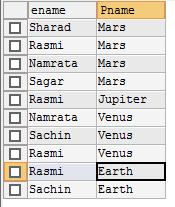 ename Pname
Sharad Mars
Rasmi Mars
Namrata Mars
Sagar Mars
Rasmi Jupiter
Namrata Venus
Sachin Venus
Rasmi Venus
Rasmi Earth
Sachin Earth